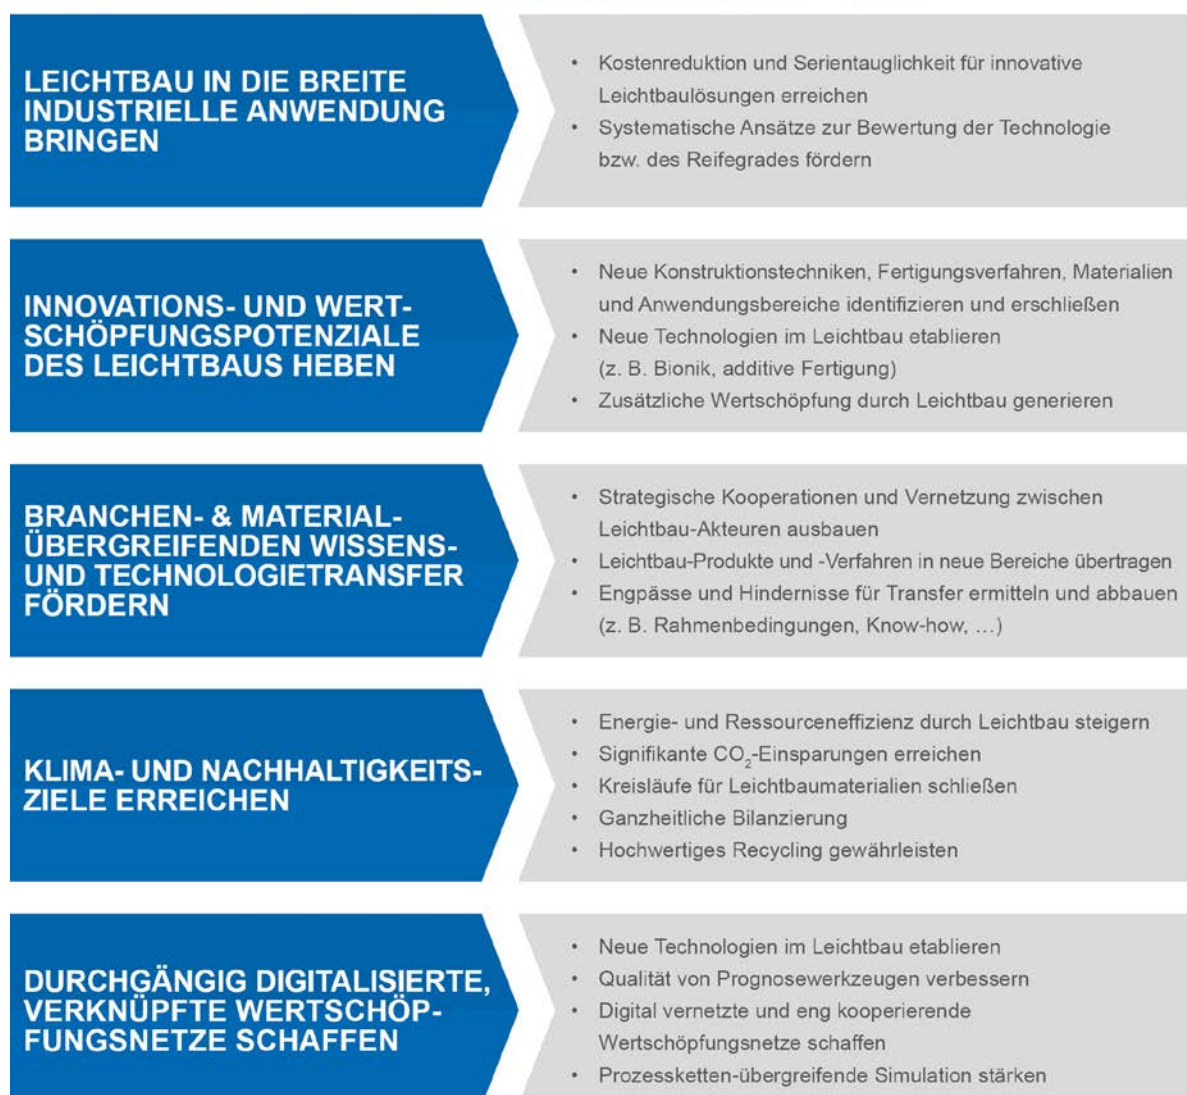 LEICHTBAU IN DIE BREITE
INDUSTRIELLE ANWENDUNG
BRINGEN
• Kostenreduktion und Serientauglichkeit für innovative
Leichtbaulösungen erreichen
• Systematische Ansätze zur Bewertung der Technologie
bzw. des Reifegrades fördern
INNOVATIONS- UND WERT-
SCHÖPFUNGSPOTENZIALE
DES LEICHTBAUS HEBEN
• Neue Konstruktionstechniken, Fertigungsverfahren, Materialien
und Anwendungsbereiche identifizieren und erschließen
• Neue Technologien im Leichtbau etablieren
(z. B. Bionik, additive Fertigung)
• Zusätzliche Wertschöpfung durch Leichtbau generieren
BRANCHEN- & MATERIAL-
ÜBERGREIFENDEN WISSENS-
UND TECHNOLOGIETRANSFER
FÖRDERN
• Strategische Kooperationen und Vernetzung zwischen
Leichtbau-Akteuren ausbauen
• Leichtbau-Produkte und -Verfahren in neue Bereiche übertragen
• Engpässe und Hindernisse für Transfer ermitteln und abbauen
(z. B. Rahmenbedingungen, Know-how, …)
KLIMA- UND NACHHALTIGKEITS-
ZIELE ERREICHEN
• Energie- und Ressourceneffizienz durch Leichtbau steigern
• Signifikante CO₂-Einsparungen erreichen
• Kreisläufe für Leichtbaumaterialien schließen
• Ganzheitliche Bilanzierung
• Hochwertiges Recycling gewährleisten
DURCHGÄNGIG DIGITALISIERTE,
VERKNÜPFTE WERTSCHÖP-
FUNGSNETZE SCHAFFEN
• Neue Technologien im Leichtbau etablieren
• Qualität von Prognosewerkzeugen verbessern
• Digital vernetzte und eng kooperierende
Wertschöpfungsnetze schaffen
• Prozessketten-übergreifende Simulation stärken